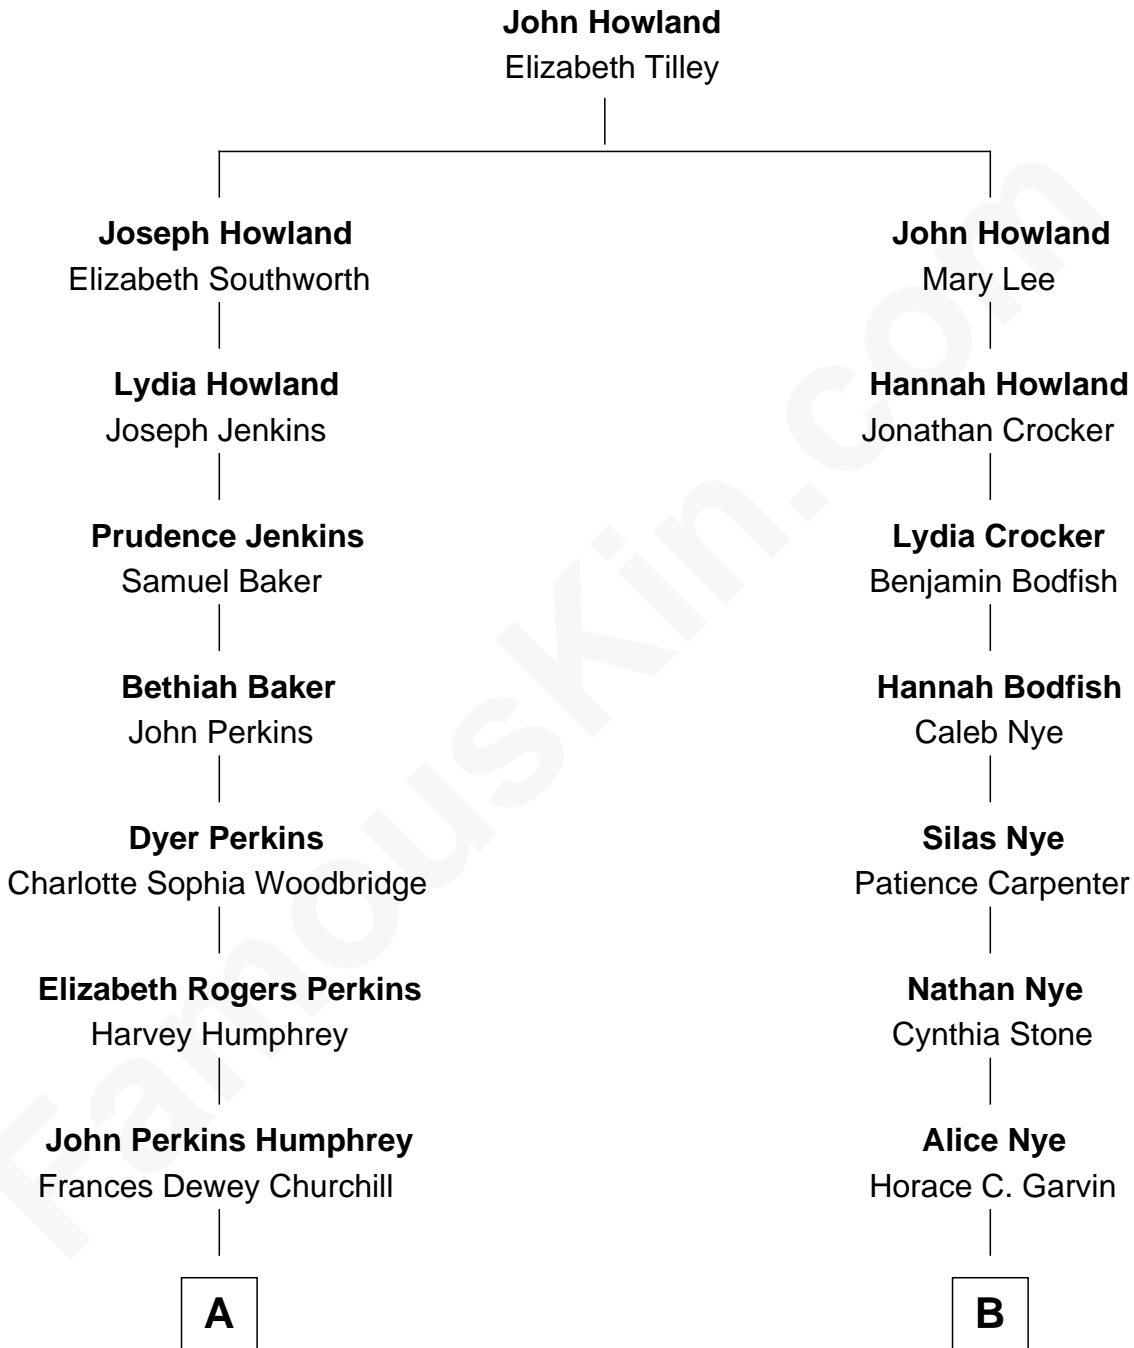 John Howland
Elizabeth Tilley
Joseph Howland
Elizabeth Southworth
John Howland
Mary Lee
Lydia Howland
Joseph Jenkins
Hannah Howland
Jonathan Crocker
Prudence Jenkins
Samuel Baker
Lydia Crocker
Benjamin Bodfish
Bethiah Baker
John Perkins
Hannah Bodfish
Caleb Nye
Dyer Perkins
Charlotte Sophia Woodbridge
Silas Nye
Patience Carpenter
Elizabeth Rogers Perkins
Harvey Humphrey
Nathan Nye
Cynthia Stone
John Perkins Humphrey
Frances Dewey Churchill
Alice Nye
Horace C. Garvin
A
B
FamousKin.com